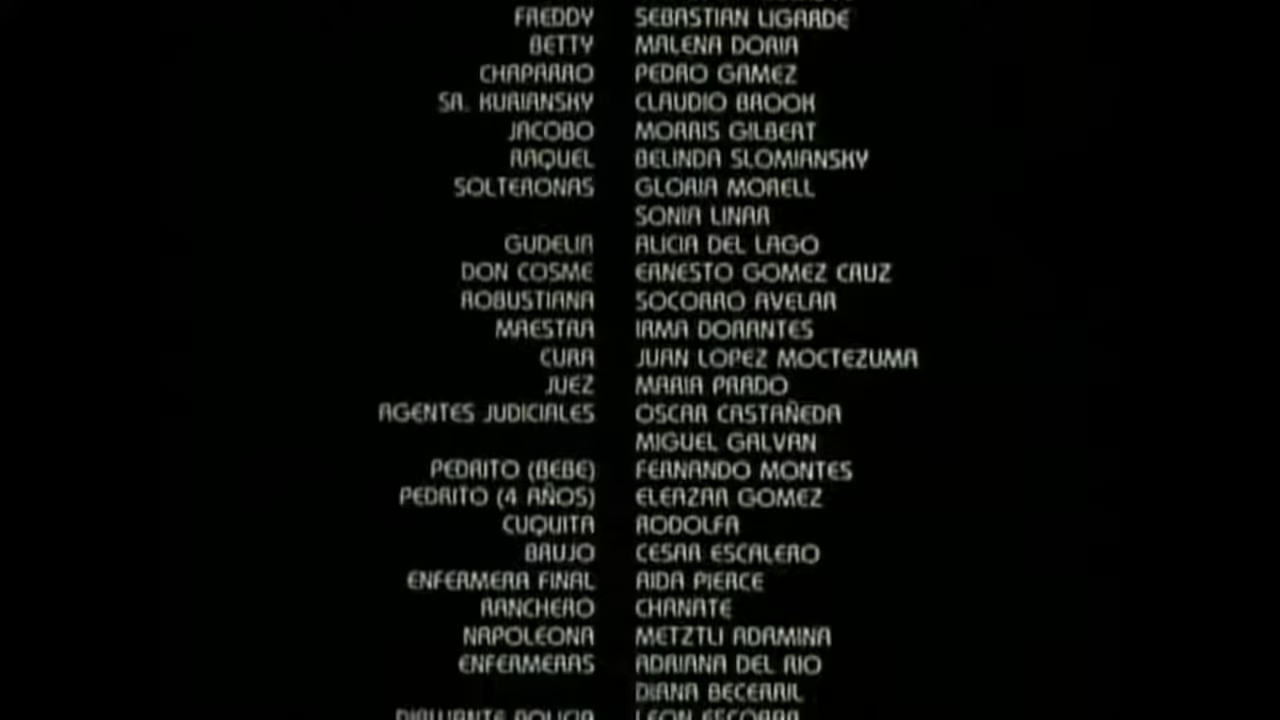 FREDDY SEBASTIAN LIGARDE
BETTY MALENA DORIA
CHAPARRO PEDRO GAMEZ
SR. KURIANSKY CLAUDIO BROOK
JACOBO MORRIS GILBERT
RAQUEL BELINDA SLOMIANSKY
SOLTERONAS GLORIA MORELL
SONIA LINAR
GUDELIA ALICIA DEL LAGO
DON COSME ERNESTO GOMEZ CRUZ
ROBUSTIANA SOCORRO AVELAR
MAESTRA IRMA DORANTES
CURA JUAN LOPEZ MOCTEZUMA
JUEZ MARIA PRADO
AGENTES JUDICIALES OSCAR CASTAÑEDA
MIGUEL GALVAN
PEDRITO (BEBE) FERNANDO MONTES
PEDRITO (4 AÑOS) ELEAZAR GOMEZ
CUQUITA RODOLFA
BRUJO CESAR ESCALERO
ENFERMERA FINAL AIDA PIERCE
RANCHERO CHANATE
NAPOLEONA METZTLI ADAMINA
ENFERMERAS ADRIANA DEL RIO
DIANA BECERRIL